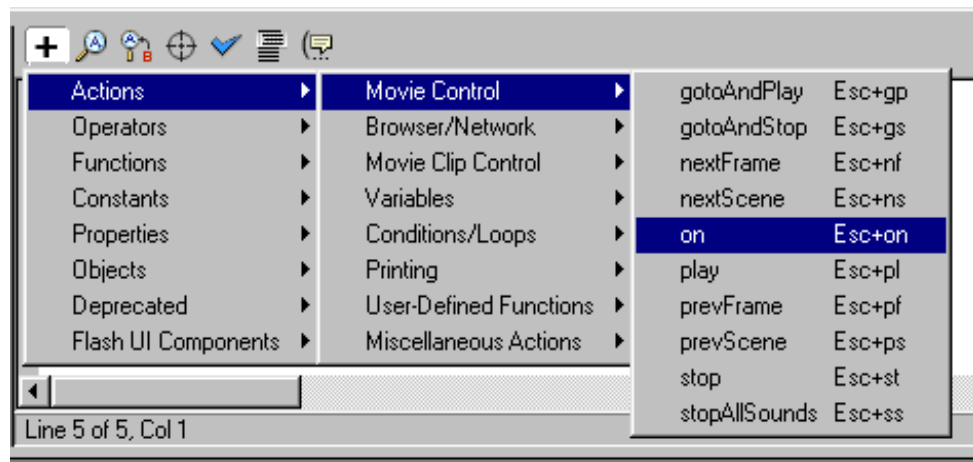 Actions
Operators
Functions
Constants
Properties
Objects
Deprecated
Flash UI Components
Movie Control
Browser/Network
Movie Clip Control
Variables
Conditions/Loops
Printing
User-Defined Functions
Miscellaneous Actions
gotoAndPlay Esc+gp
gotoAndStop Esc+gs
nextFrame Esc+nf
nextScene Esc+ns
on Esc+on
play Esc+pl
prevFrame Esc+pf
prevScene Esc+ps
stop Esc+st
stopAllSounds Esc+ss
Line 5 of 5, Col 1